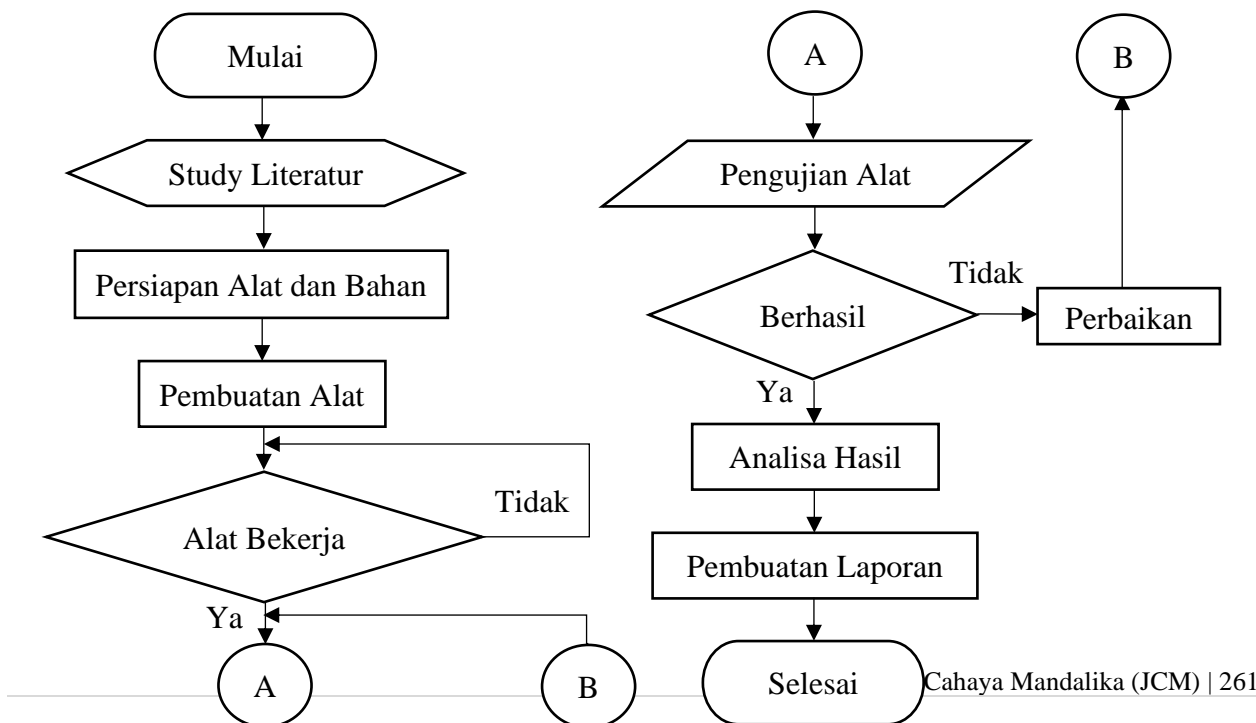 Mulai
Study Literatur
Persiapan Alat dan Bahan
Pembuatan Alat
Tidak
Alat Bekerja
Ya
A
B
A
B
Pengujian Alat
Tidak
Berhasil
Perbaikan
Ya
Analisa Hasil
Pembuatan Laporan
Selesai
Cahaya Mandalika (JCM) | 261